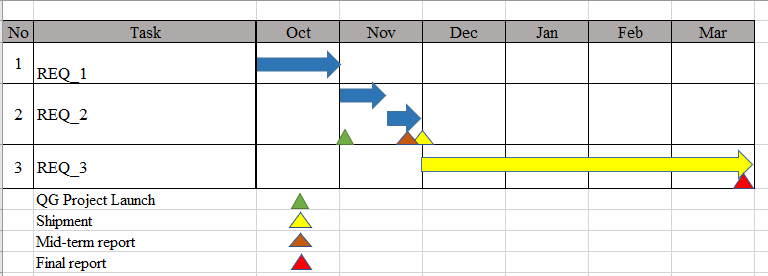 No Task Oct Nov Dec Jan Feb Mar
1 REQ_1
2 REQ_2
3 REQ_3
QG Project Launch
Shipment
Mid-term report
Final report